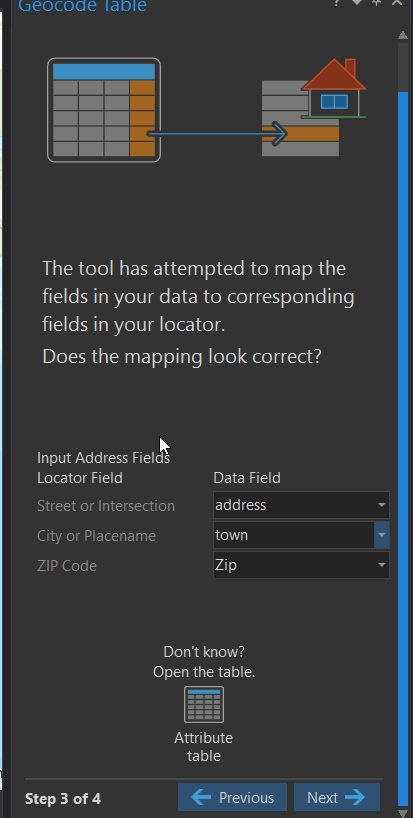 Geocode Table
?
The tool has attempted to map the
fields in your data to corresponding
fields in your locator.
Does the mapping look correct?
Input Address Fields
Locator Field Data Field
Street or Intersection address
City or Placename town
ZIP Code Zip
Don't know?
Open the table.
Attribute
table
Step 3 of 4 Previous Next